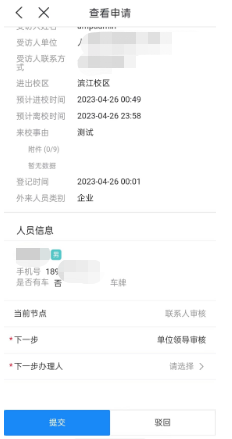 查看申请
受访人单位
受访人联系方式
进出校区 滨江校区
预计进校时间 2023-04-26 00:49
预计离校时间 2023-04-26 23:58
来校事由 测试
附件 (0/9)
暂无数据
登记时间 2023-04-26 00:01
外来人员类别 企业
人员信息
男
手机号 189
是否有车 否 车牌
当前节点 联系人审核
*下一步 单位领导审核
*下一步办理人 请选择 >
提交 驳回